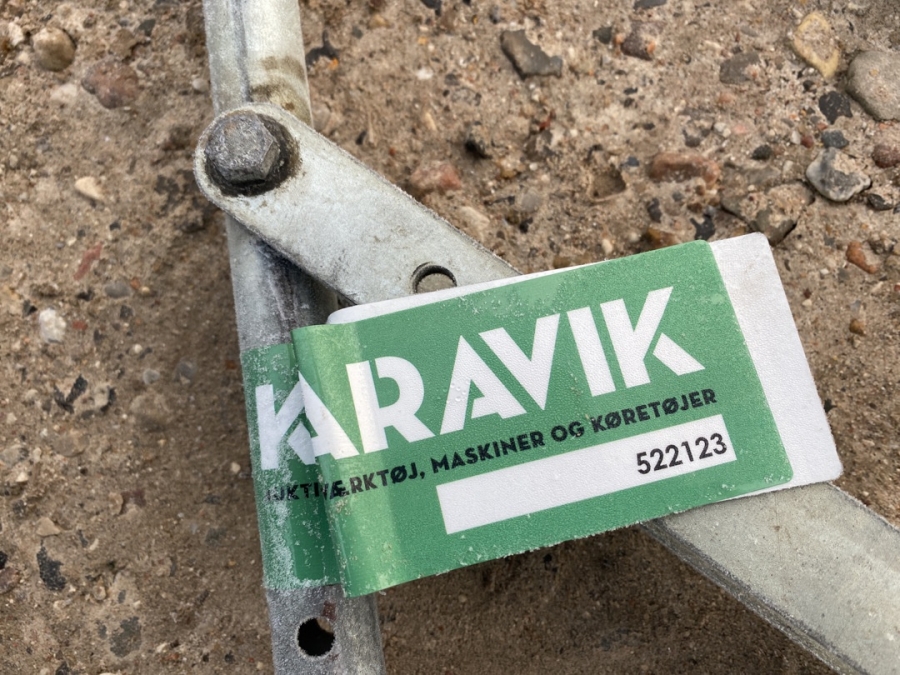 KARAVIK
MASKINER OG KØRETØJER
522123